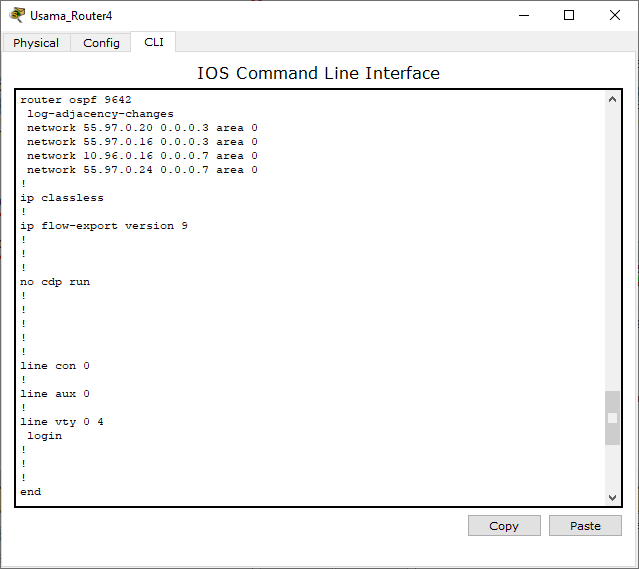 Usama_Router4
Physical Config CLI
IOS Command Line Interface
router ospf 9642
 log-adjacency-changes
 network 55.97.0.20 0.0.0.3 area 0
 network 55.97.0.16 0.0.0.3 area 0
 network 10.96.0.16 0.0.0.7 area 0
 network 55.97.0.24 0.0.0.7 area 0
!
ip classless
!
ip flow-export version 9
!
!
!
no cdp run
!
!
!
!
!
line con 0
!
line aux 0
!
line vty 0 4
 login
!
!
!
end
Copy Paste